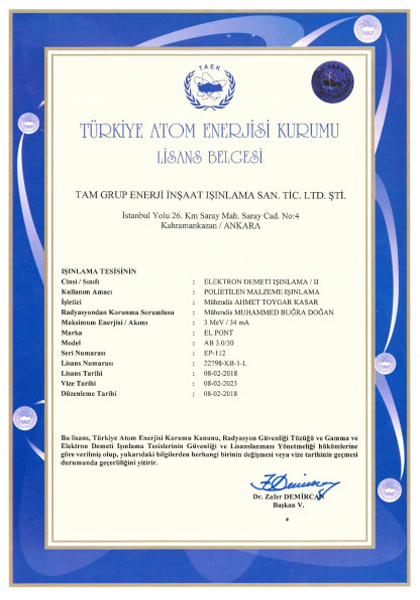 TAEK
TAEK
TÜRKİYE ATOM ENERJİSİ KURUMU
LİSANS BELGESİ
TAM GRUP ENERJİ İNŞAAT IŞINLAMA SAN. TİC. LTD. ŞTİ.
İstanbul Yolu 26. Km Saray Mah. Saray Cad. No:4
Kahramankazan / ANKARA
IŞINLAMA TESİSİNİN
Cinsi / Sınıfı : ELEKTRON DEMETİ IŞINLAMA / II
Kullanım Amacı : POLİETİLEN MALZEME IŞINLAMA
İşletici : Mühendis AHMET TOYGAR KASAR
Radyasyondan Korunma Sorumlusu : Mühendis MUHAMMED BUĞRA DOĞAN
Maksimum Enerjisi / Akımı : 3 MeV / 34 mA
Marka : EL PONT
Model : AB 3.0/30
Seri Numarası : EP-112
Lisans Numarası : 22798-KB-1-L
Lisans Tarihi : 08-02-2018
Vize Tarihi : 08-02-2023
Düzenleme Tarihi : 08-02-2018
Bu lisans, Türkiye Atom Enerjisi Kurumu Kanunu, Radyasyon Güvenliği Tüzüğü ve Gamma ve
Elektron Demeti Işınlama Tesislerinin Güvenliği ve Lisanslanması Yönetmeliği hükümlerine
göre verilmiş olup, yukarıdaki bilgilerden herhangi birinin değişmesi veya vize tarihinin geçmesi
durumunda geçerliğini yitirir.
Dr. Zafer DEMİRCAN
Başkan V.